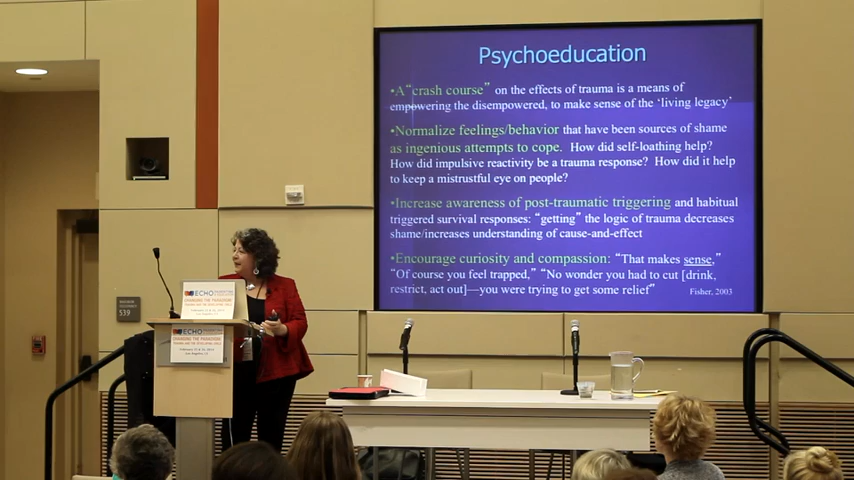 Psychoeducation
•A "crash course" on the effects of trauma is a means of
empowering the disempowered, to make sense of the 'living legacy'
•Normalize feelings/behavior that have been sources of shame
as ingenious attempts to cope. How did self-loathing help?
How did impulsive reactivity be a trauma response? How did it help
to keep a mistrustful eye on people?
•Increase awareness of post-traumatic triggering and habitual
triggered survival responses: "getting" the logic of trauma decreases
shame/increases understanding of cause-and-effect
•Encourage curiosity and compassion: "That makes sense,"
"Of course you feel trapped," "No wonder you had to cut [drink,
restrict, act out]—you were trying to get some relief"
Fisher, 2003
539
ECHO
CHANGING THE PARADIGM
ECHO
CHANGING THE PARADIGM
Los Angeles, CA